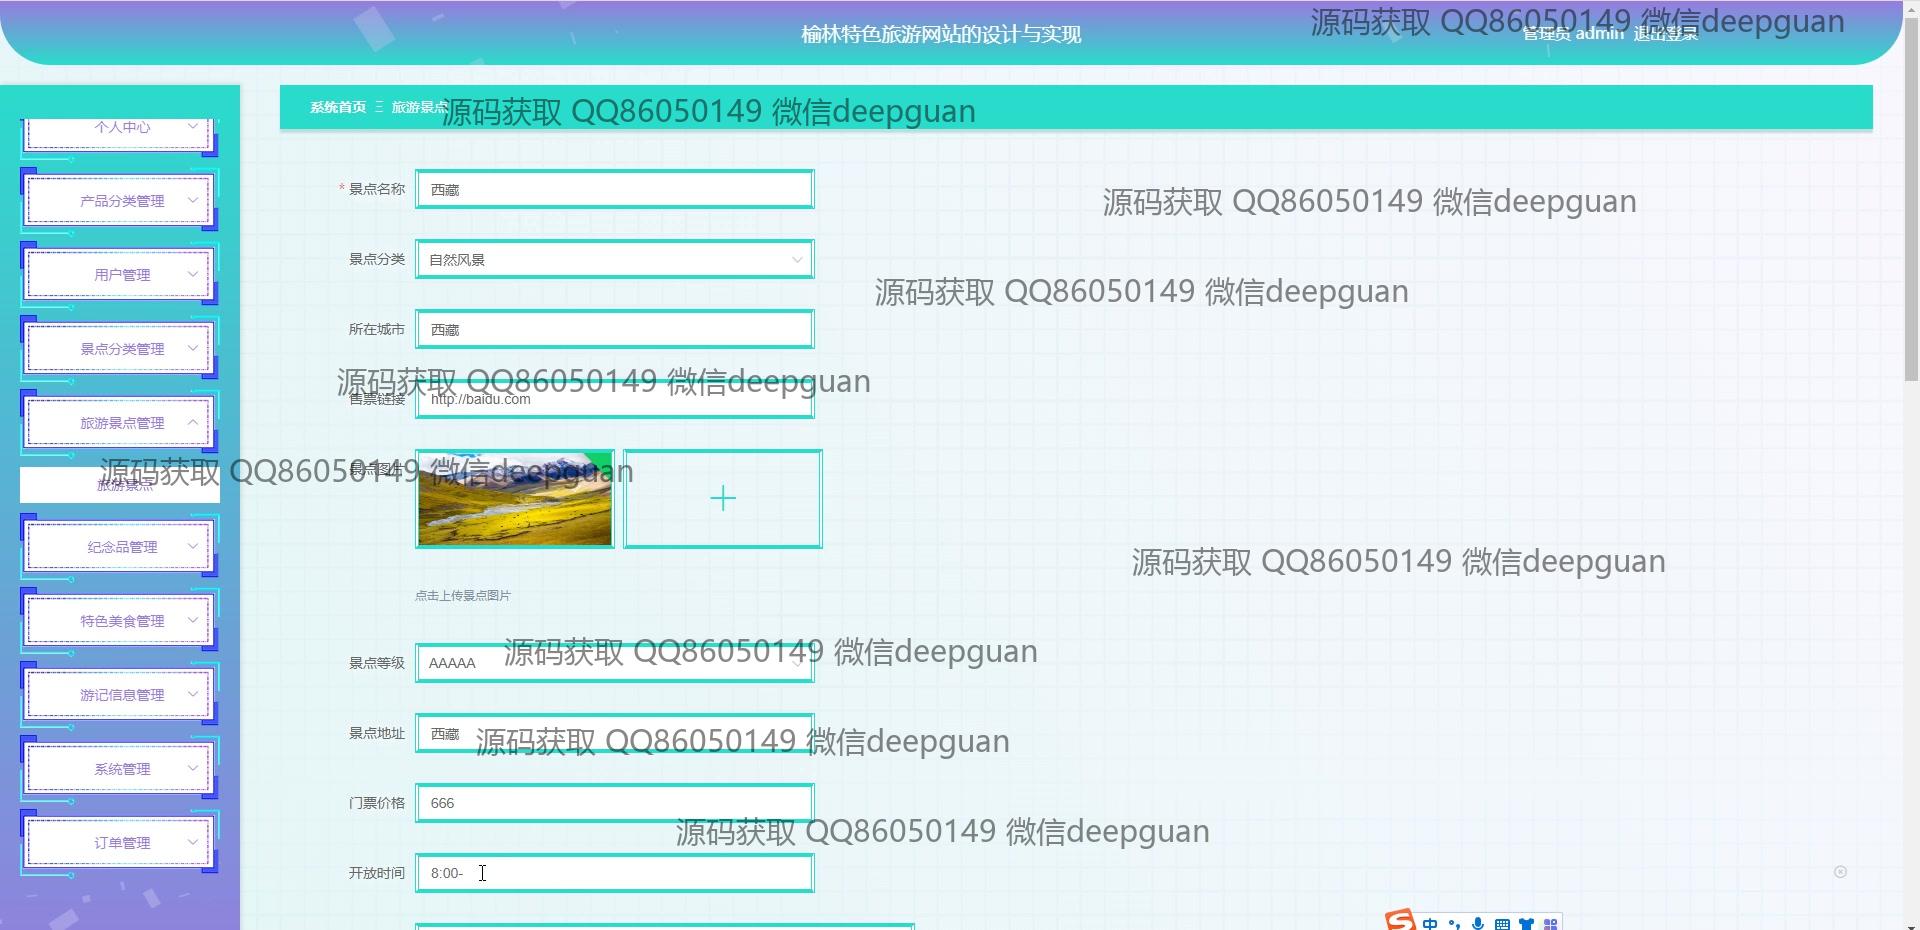 榆林特色旅游网站的设计与实现
管理员 admin 退出登录
源码获取 QQ86050149 微信deepguan
系统首页 Ξ 旅游景点
源码获取 QQ86050149 微信deepguan
个人中心
产品分类管理
用户管理
景点分类管理
旅游景点管理
旅游景点
纪念品管理
特色美食管理
游记信息管理
系统管理
订单管理
* 景点名称 西藏
源码获取 QQ86050149 微信deepguan
景点分类 自然风景
源码获取 QQ86050149 微信deepguan
所在城市 西藏
源码获取 QQ86050149 微信deepguan
售票链接 http://baidu.com
景点图片
源码获取 QQ86050149 微信deepguan
源码获取 QQ86050149 微信deepguan
点击上传景点图片
景点等级 AAAAA
源码获取 QQ86050149 微信deepguan
景点地址 西藏
源码获取 QQ86050149 微信deepguan
门票价格 666
源码获取 QQ86050149 微信deepguan
开放时间 8:00-
中